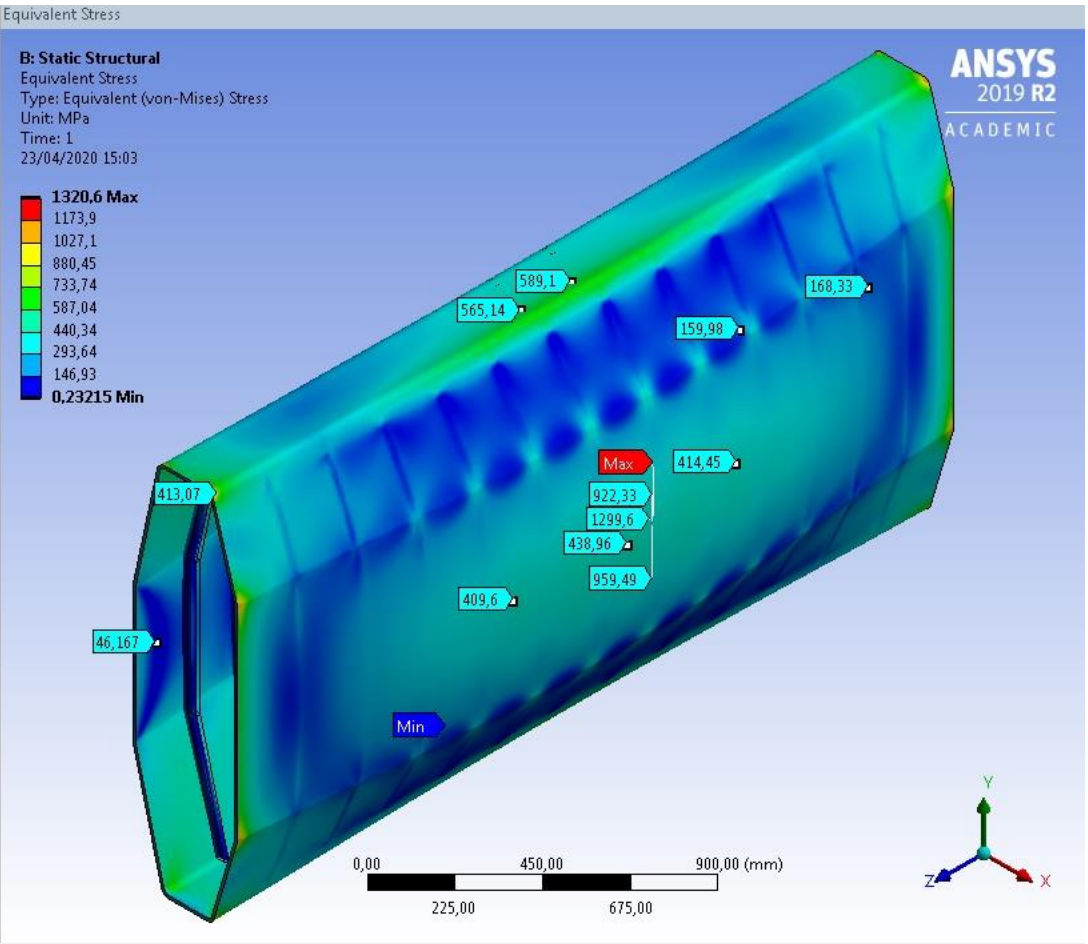 Equivalent Stress
B: Static Structural
Equivalent Stress
Type: Equivalent (von-Mises) Stress
Unit: MPa
Time: 1
23/04/2020 15:03
ANSYS
2019 R2
ACADEMIC
1320,6 Max
1173,9
1027,1
880,45
733,74
587,04
440,34
293,64
146,93
0,23215 Min
589,1
565,14
168,33
159,98
Max
414,45
413,07
922,33
1299,6
438,96
959,49
409,6
46,167
Min
0,00
450,00
900,00 (mm)
225,00
675,00
Y
Z
X